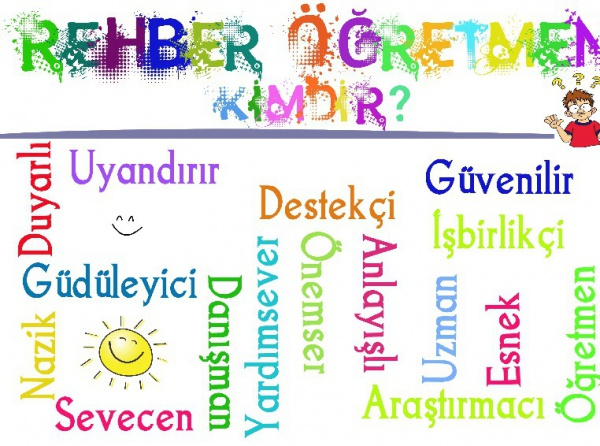 REHBER ÖĞRETMEN
KİMDİR?
Duyarlı
Uyandırır
Destekçi
Güvenilir
İşbirlikçi
Güdüleyici
Nazik
Sevecen
Danışman
Yardımsever
Önemser
Anlayışlı
Uzman
Esnek
Öğretmen
Araştırmacı
? ? ?